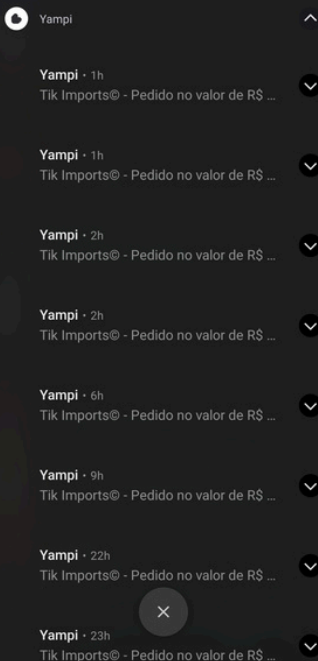 Yampi
Yampi • 1h
Tik Imports© - Pedido no valor de R$ ...
Yampi • 1h
Tik Imports© - Pedido no valor de R$ ...
Yampi • 2h
Tik Imports© - Pedido no valor de R$ ...
Yampi • 2h
Tik Imports© - Pedido no valor de R$ ...
Yampi • 6h
Tik Imports© - Pedido no valor de R$ ...
Yampi • 9h
Tik Imports© - Pedido no valor de R$ ...
Yampi • 22h
Tik Imports© - Pedido no valor de R$ ...
Yampi • 23h
Tik Imports© - Pedido no valor de R$ ...